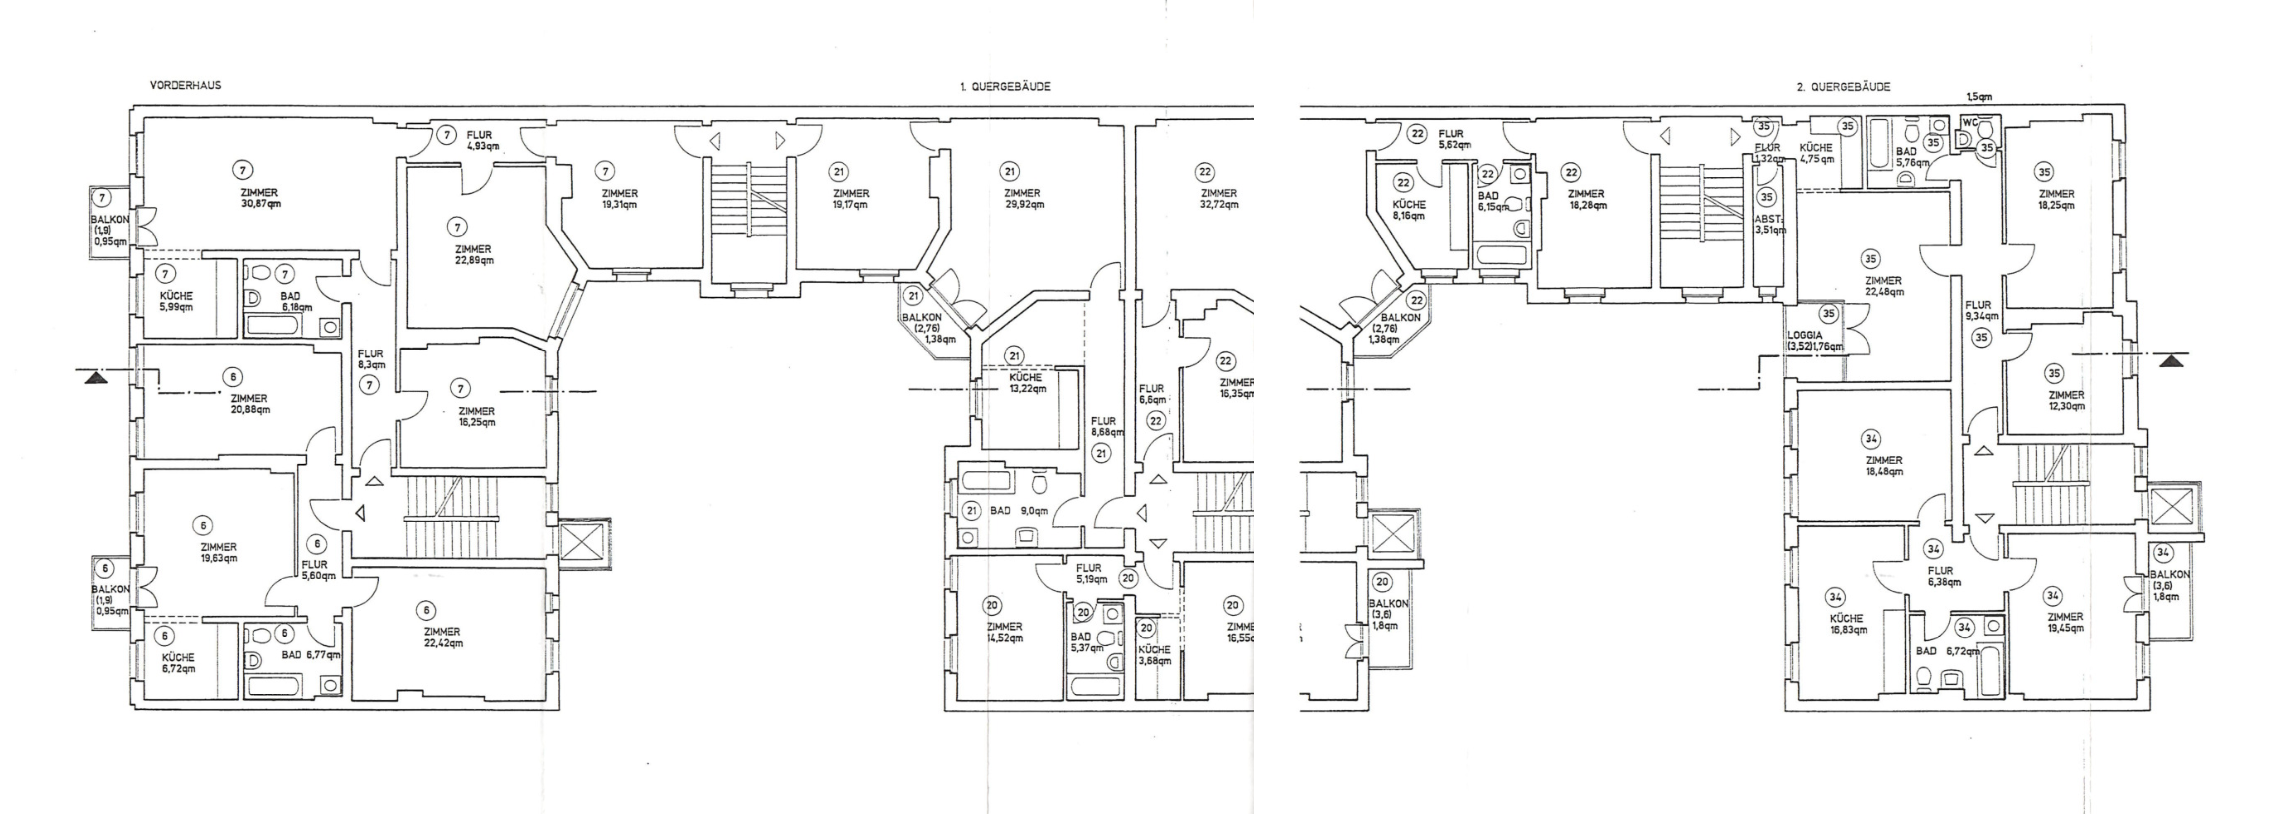 VORDERHAUS
1. QUERGEBÄUDE
2. QUERGEBÄUDE
7
ZIMMER
30,87qm
7
FLUR
4,93qm
7
ZIMMER
22,89qm
7
ZIMMER
19,31qm
7
BALKON
(1,9)
0,95qm
7
KÜCHE
5,99qm
7
BAD
6,18qm
FLUR
8,3qm
7
7
ZIMMER
16,25qm
6
ZIMMER
20,88qm
6
ZIMMER
19,63qm
6
BALKON
(1,9)
0,95qm
6
FLUR
5,60qm
6
KÜCHE
6,72qm
6
BAD 6,77qm
6
ZIMMER
22,42qm
21
ZIMMER
19,17qm
21
ZIMMER
29,92qm
21
BALKON
(2,76)
1,38qm
21
KÜCHE
13,22qm
FLUR
8,68qm
21
21
BAD 9,0qm
20
ZIMMER
14,52qm
FLUR
5,19qm
20
20
BAD
5,37qm
20
KÜCHE
3,68qm
20
ZIMME
16,55
22
ZIMMER
32,72qm
22
ZIMMER
16,35qm
FLUR
6,6qm
22
22
FLUR
5,62qm
22
KÜCHE
8,16qm
22
BAD
6,15qm
22
ZIMMER
18,28qm
22
BALKON
(2,76)
1,38qm
20
BALKON
(3,6)
1,8qm
35
FLUR
1,32qm
35
ABST.
3,51qm
35
KÜCHE
4,75 qm
35
BAD
5,76qm
1,5qm
WC
35
35
ZIMMER
18,25qm
35
ZIMMER
22,48qm
FLUR
9,34qm
35
35
LOGGIA
(3,52)1,76qm
35
ZIMMER
12,30qm
34
ZIMMER
18,48qm
34
FLUR
6,38qm
34
KÜCHE
16,83qm
34
BAD 6,72qm
34
ZIMMER
19,45qm
34
BALKON
(3,6)
1,8qm